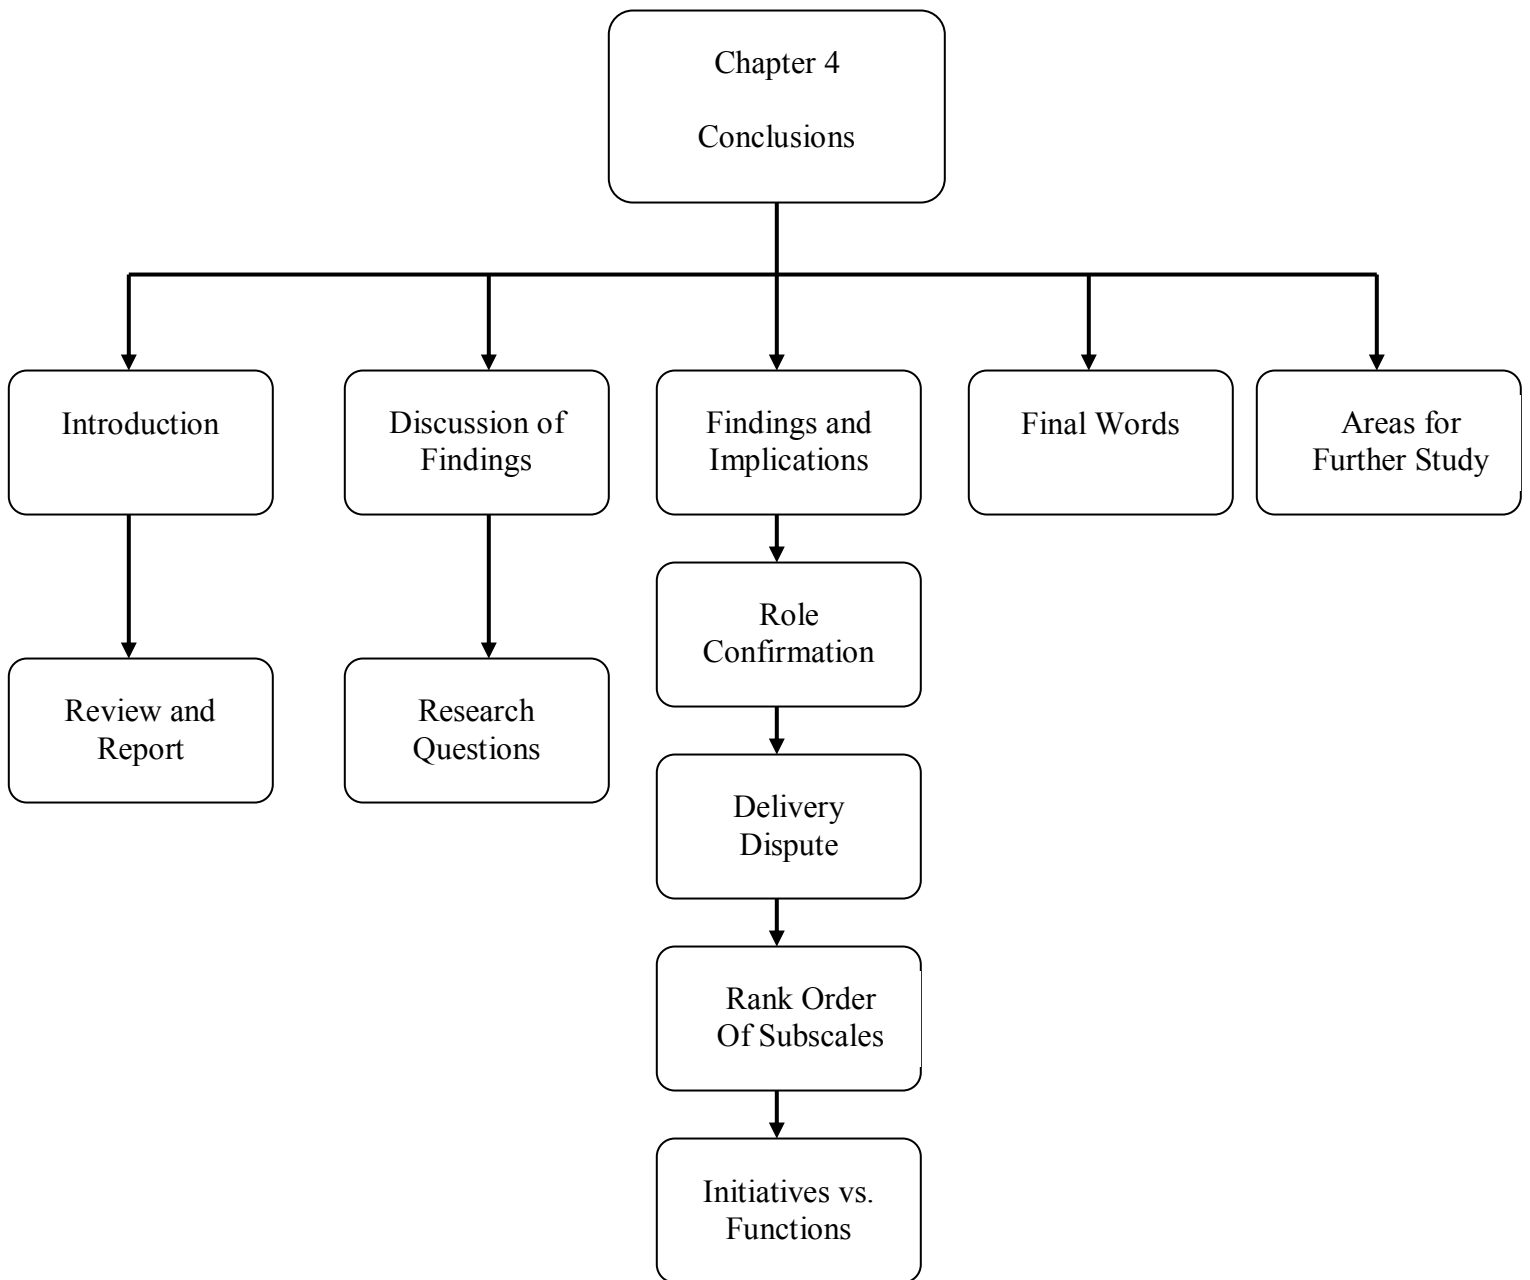 Chapter 4
Conclusions
Introduction
Discussion of
Findings
Findings and
Implications
Final Words
Areas for
Further Study
Role
Confirmation
Review and
Report
Research
Questions
Delivery
Dispute
Rank Order
Of Subscales
Initiatives vs.
Functions